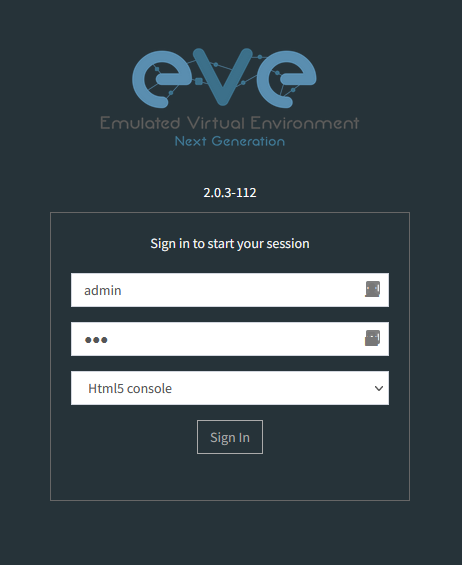 eve
Emulated Virtual Environment
Next Generation
2.0.3-112
Sign in to start your session
admin
●●●
Html5 console
Sign In